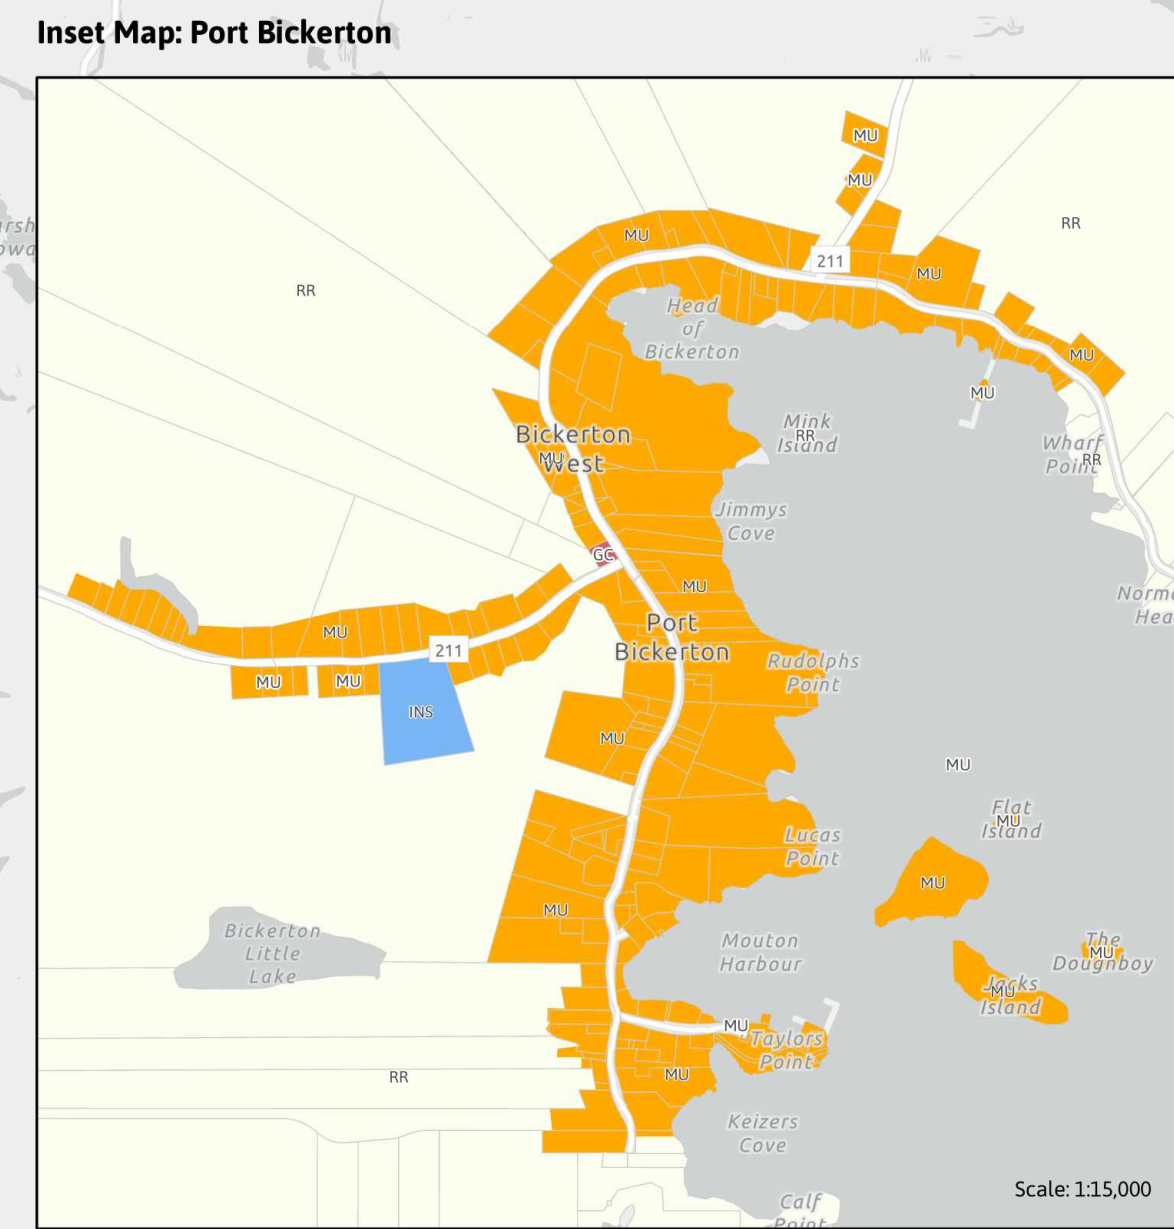 Inset Map: Port Bickerton
MU
MU
RR
MU
211
MU
RR
Head
of
Bickerton
MU
MU
Mink
Island
RR
Bickerton
West
MU
Wharf
Point
RR
Jimmys
Cove
GC
MU
Port
Bickerton
MU
211
Rudolphs
Point
MU
MU
INS
MU
MU
Flat
Island
MU
Lucas
Point
MU
MU
Bickerton
Little
Lake
Mouton
Harbour
The
Doughboy
MU
Jacks
Island
MU
MU
Taylors
Point
RR
MU
Keizers
Cove
Scale: 1:15,000
Calf
Point